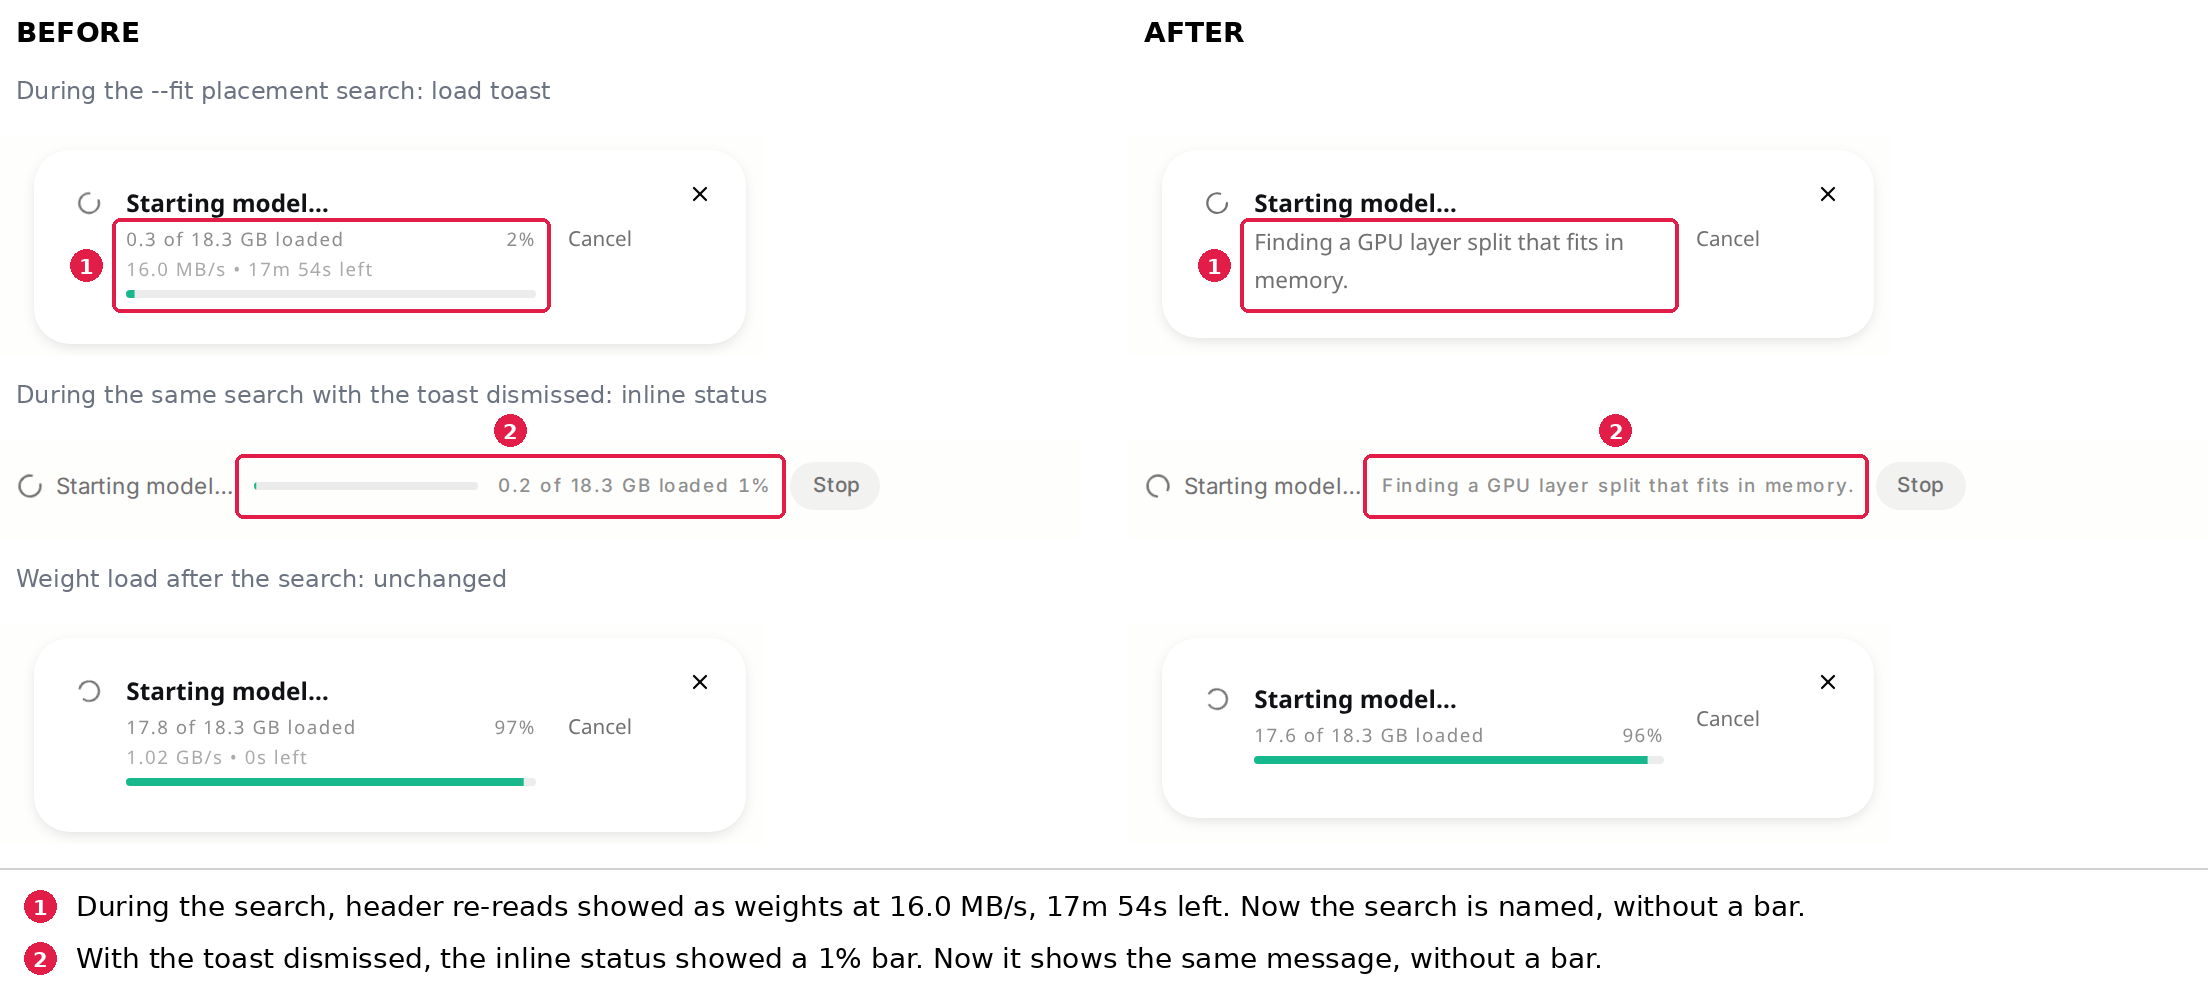 BEFORE
AFTER
During the --fit placement search: load toast
Starting model...
0.3 of 18.3 GB loaded 2%
Cancel
16.0 MB/s • 17m 54s left
1
Starting model...
Finding a GPU layer split that fits in
memory.
Cancel
1
During the same search with the toast dismissed: inline status
2
Starting model... 0.2 of 18.3 GB loaded 1% Stop
2
Starting model... Finding a GPU layer split that fits in memory. Stop
Weight load after the search: unchanged
Starting model...
17.8 of 18.3 GB loaded 97%
Cancel
1.02 GB/s • 0s left
Starting model...
17.6 of 18.3 GB loaded 96%
Cancel
1 During the search, header re-reads showed as weights at 16.0 MB/s, 17m 54s left. Now the search is named, without a bar.
2 With the toast dismissed, the inline status showed a 1% bar. Now it shows the same message, without a bar.